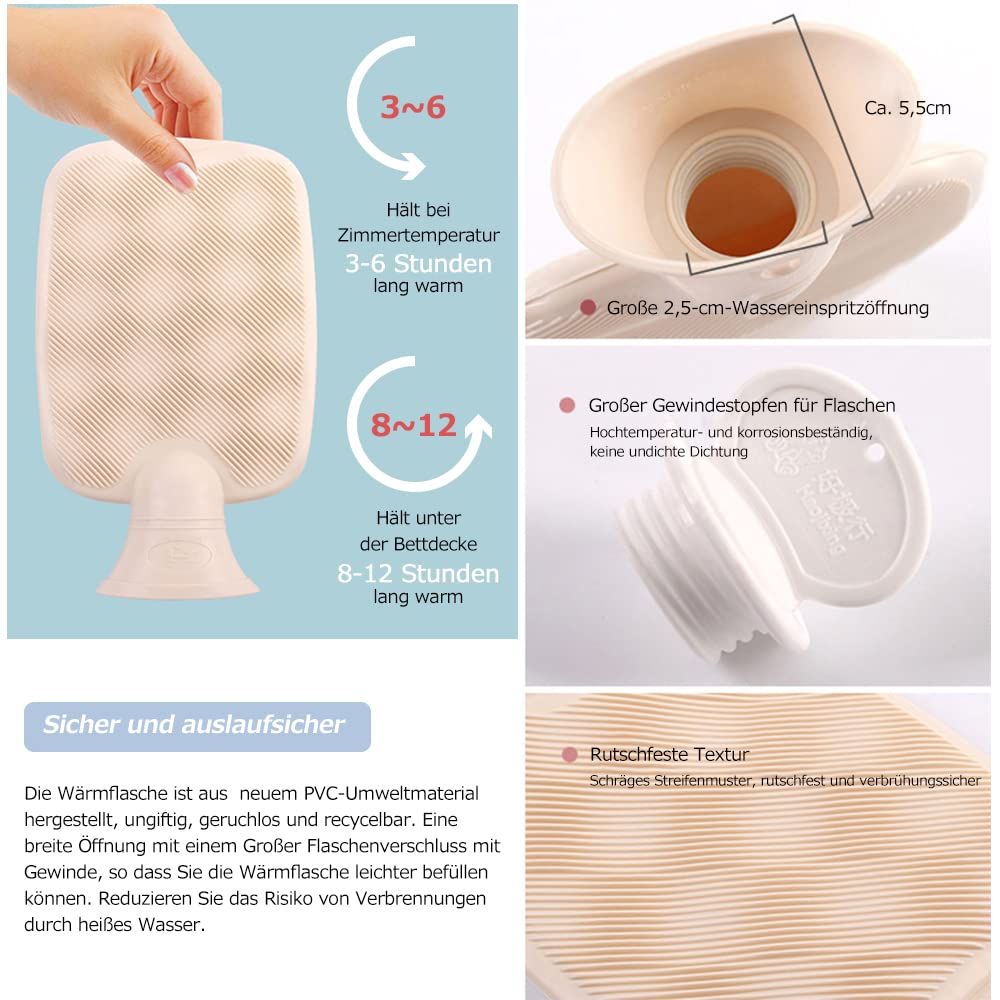 3~6
Hält bei
Zimmertemperatur
3-6 Stunden
lang warm
8~12
Hält unter
der Bettdecke
8-12 Stunden
lang warm
Ca. 5,5cm
Große 2,5-cm-Wassereinspritzöffnung
Großer Gewindestopfen für Flaschen
Hochtemperatur- und korrosionsbeständig,
keine undichte Dichtung
Huaibang
Rutschfeste Textur
Schräges Streifenmuster, rutschfest und verbrühungssicher
Sicher und auslaufsicher
Die Wärmflasche ist aus neuem PVC-Umweltmaterial
hergestellt, ungiftig, geruchlos und recycelbar. Eine
breite Öffnung mit einem Großer Flaschenverschluss mit
Gewinde, so dass Sie die Wärmflasche leichter befüllen
können. Reduzieren Sie das Risiko von Verbrennungen
durch heißes Wasser.